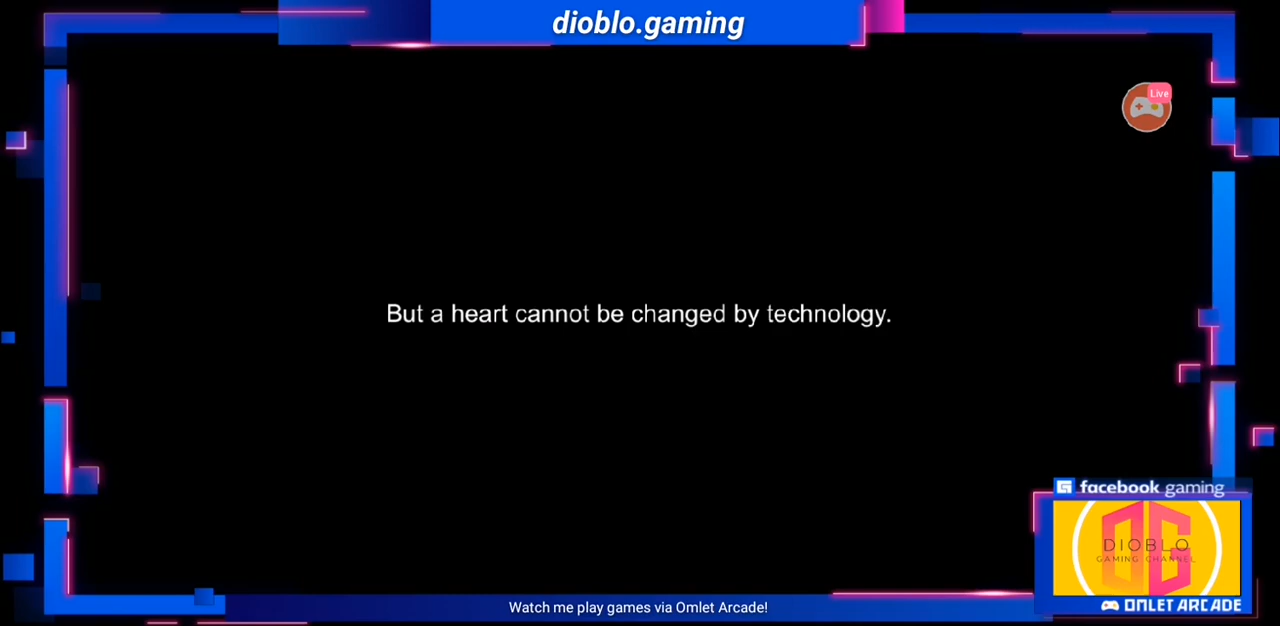 dioblo.gaming
Live
But a heart cannot be changed by technology.
facebook gaming
DG
DIOBLO
GAMING CHANNEL
OMLET ARCADE
Watch me play games via Omlet Arcade!